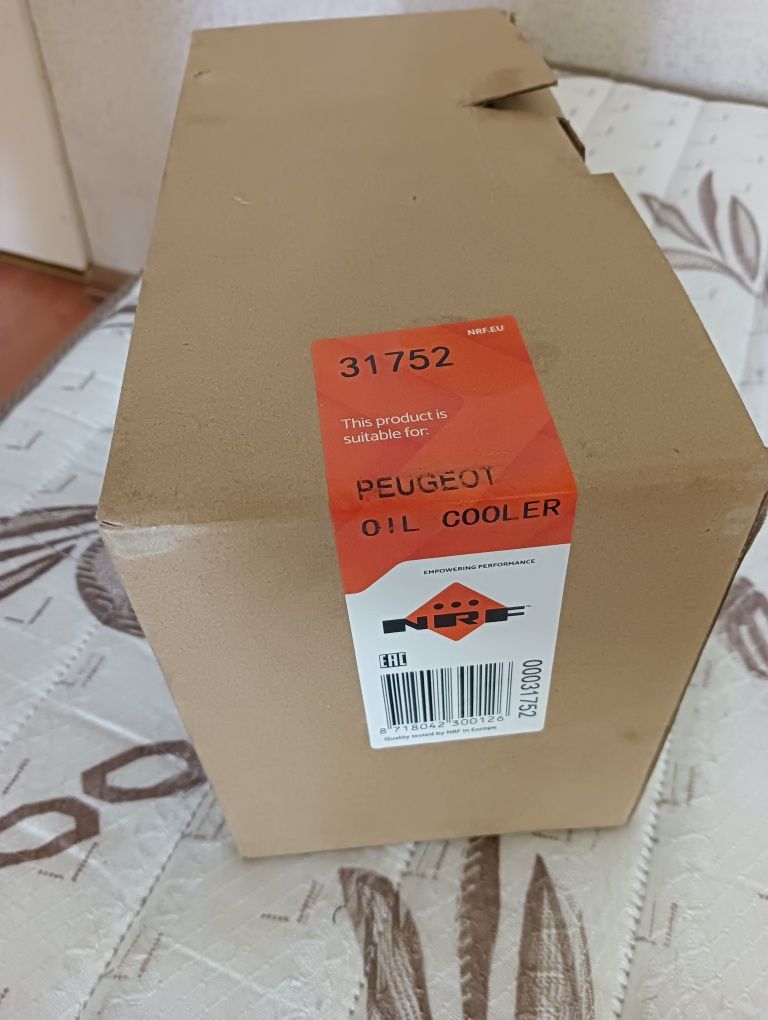 NRF.EU
31752
This product is
suitable for:
PEUGEOT
OIL COOLER
EMPOWERING PERFORMANCE
NRF™
EAC
00031752
8 718042 300126
Quality tested by NRF in Europe